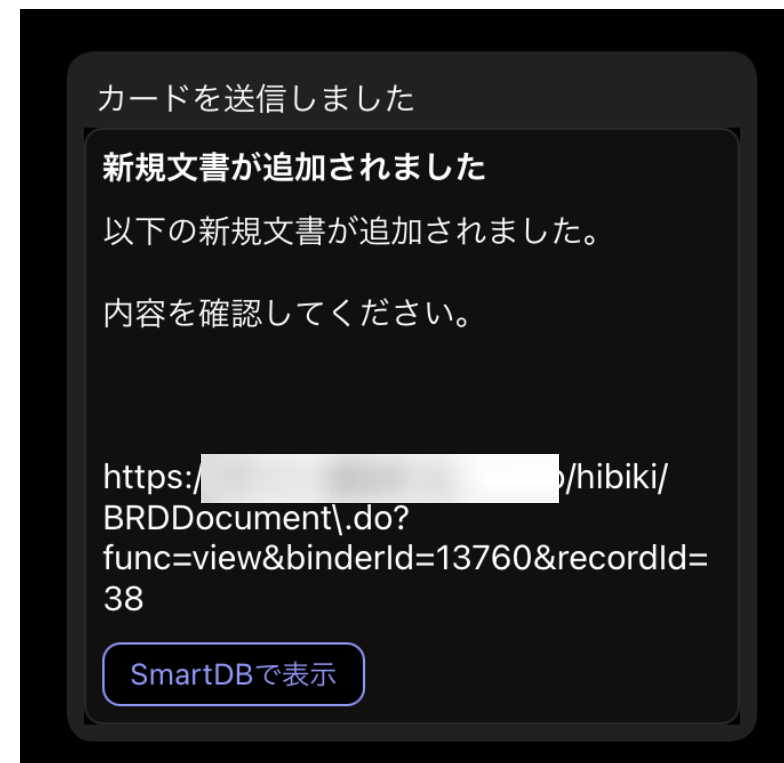 カードを送信しました
新規文書が追加されました
以下の新規文書が追加されました。
内容を確認してください。
https:/
/hibiki/
BRDDocument\.do?
func=view&binderId=13760&recordId=
38
SmartDBで表示